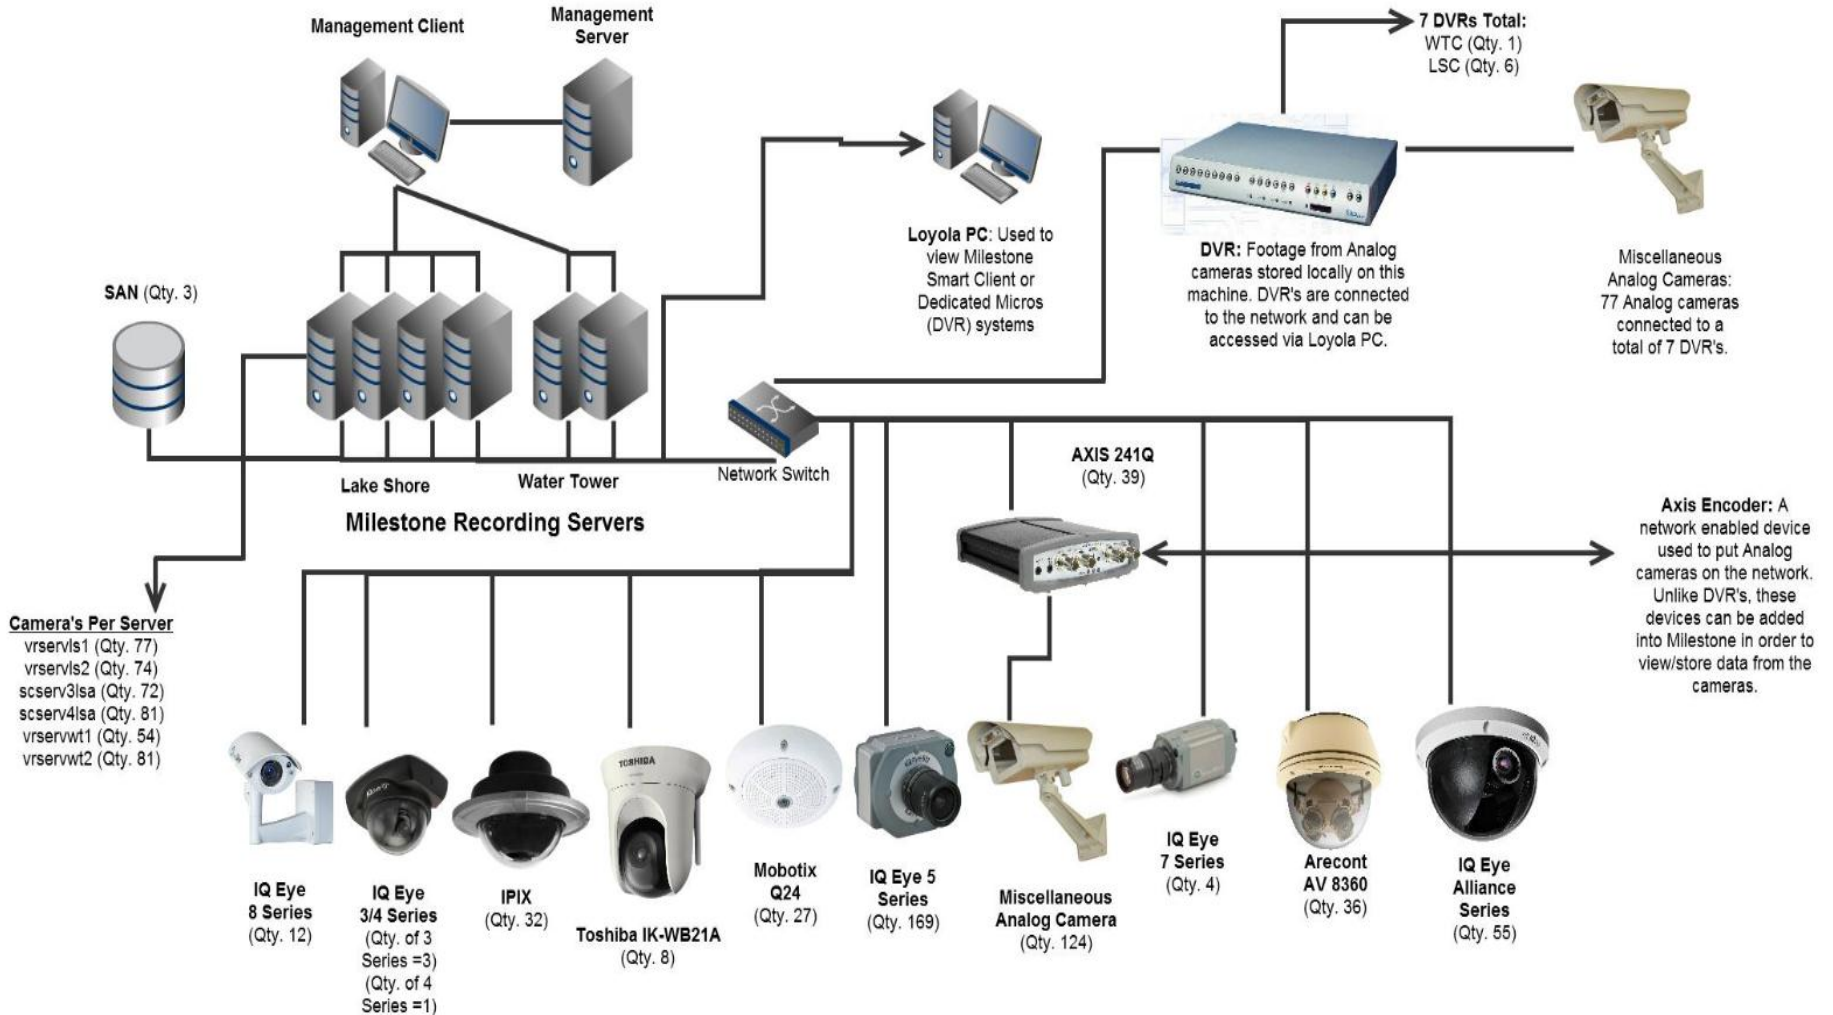 Management Client
Management
Server
7 DVRs Total:
WTC (Qty. 1)
LSC (Qty. 6)
SAN (Qty. 3)
Loyola PC: Used to
view Milestone
Smart Client or
Dedicated Micros
(DVR) systems
DVR: Footage from Analog
cameras stored locally on this
machine. DVR's are connected
to the network and can be
accessed via Loyola PC.
Miscellaneous
Analog Cameras:
77 Analog cameras
connected to a
total of 7 DVR's.
Lake Shore
Water Tower
Network Switch
Milestone Recording Servers
AXIS 241Q
(Qty. 39)
Axis Encoder: A
network enabled device
used to put Analog
cameras on the network.
Unlike DVR's, these
devices can be added
into Milestone in order to
view/store data from the
cameras.
Camera's Per Server
vrservls1 (Qty. 77)
vrservls2 (Qty. 74)
scserv3lsa (Qty. 72)
scserv4lsa (Qty. 81)
vrservwt1 (Qty. 54)
vrservwt2 (Qty. 81)
TOSHIBA
IQ Eye
8 Series
(Qty. 12)
IQ Eye
3/4 Series
(Qty. of 3
Series =3)
(Qty. of 4
Series =1)
IPIX
(Qty. 32)
Toshiba IK-WB21A
(Qty. 8)
Mobotix
Q24
(Qty. 27)
IQ Eye 5
Series
(Qty. 169)
Miscellaneous
Analog Camera
(Qty. 124)
IQ Eye
7 Series
(Qty. 4)
Arecont
AV 8360
(Qty. 36)
IQ Eye
Alliance
Series
(Qty. 55)